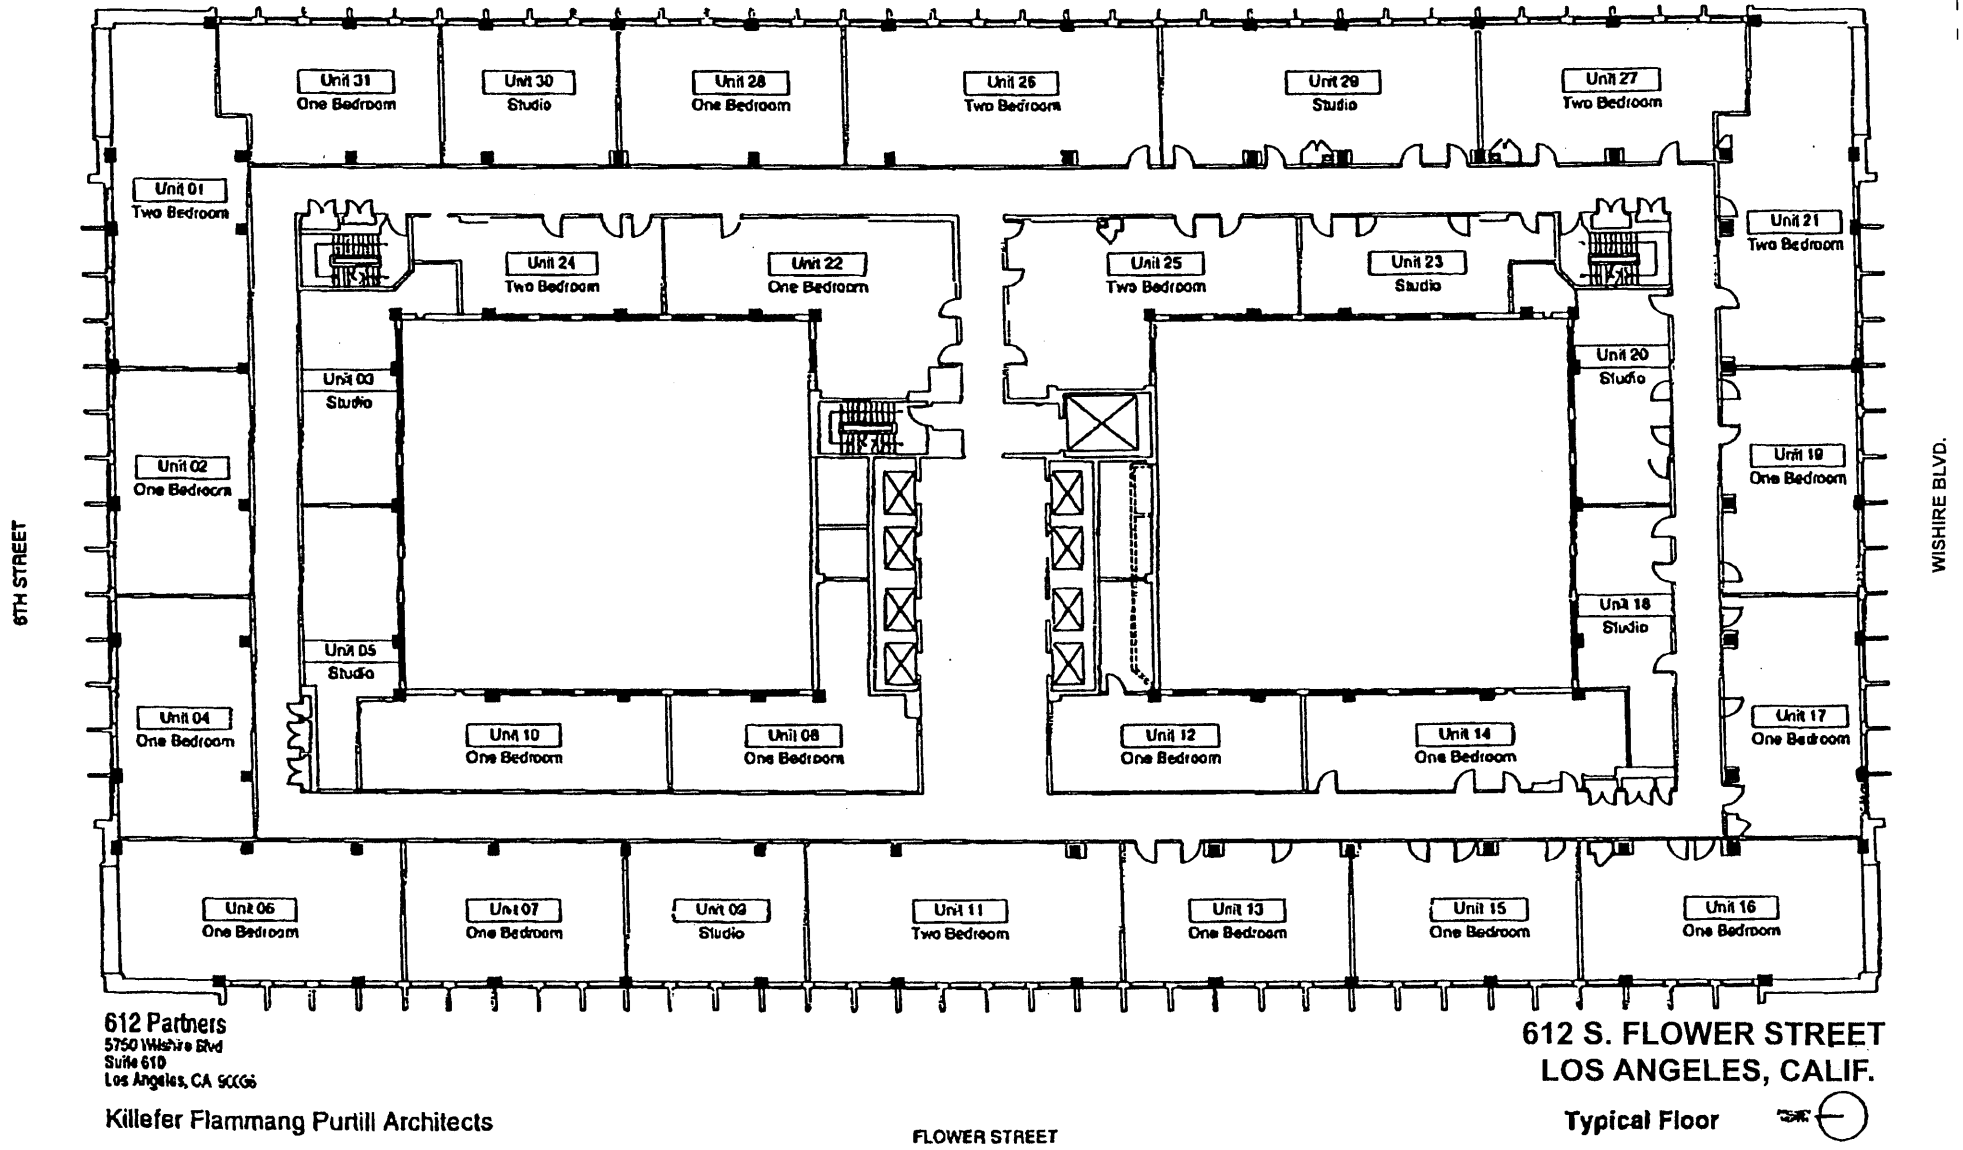 Unit 31
One Bedroom
Unit 30
Studio
Unit 28
One Bedroom
Unit 26
Two Bedroom
Unit 29
Studio
Unit 27
Two Bedroom
Unit 01
Two Bedroom
Unit 24
Two Bedroom
Unit 22
One Bedroom
Unit 25
Two Bedroom
Unit 23
Studio
Unit 21
Two Bedroom
Unit 03
Studio
Unit 20
Studio
Unit 02
One Bedroom
Unit 19
One Bedroom
6TH STREET
WISHIRE BLVD.
Unit 05
Studio
Unit 18
Studio
Unit 04
One Bedroom
Unit 10
One Bedroom
Unit 08
One Bedroom
Unit 12
One Bedroom
Unit 14
One Bedroom
Unit 17
One Bedroom
Unit 06
One Bedroom
Unit 07
One Bedroom
Unit 09
Studio
Unit 11
Two Bedroom
Unit 13
One Bedroom
Unit 15
One Bedroom
Unit 16
One Bedroom
612 Partners
5750 Wilshire Blvd
Suite 610
Los Angeles, CA
Killefer Flammang Purtill Architects
FLOWER STREET
612 S. FLOWER STREET
LOS ANGELES, CALIF.
Typical Floor